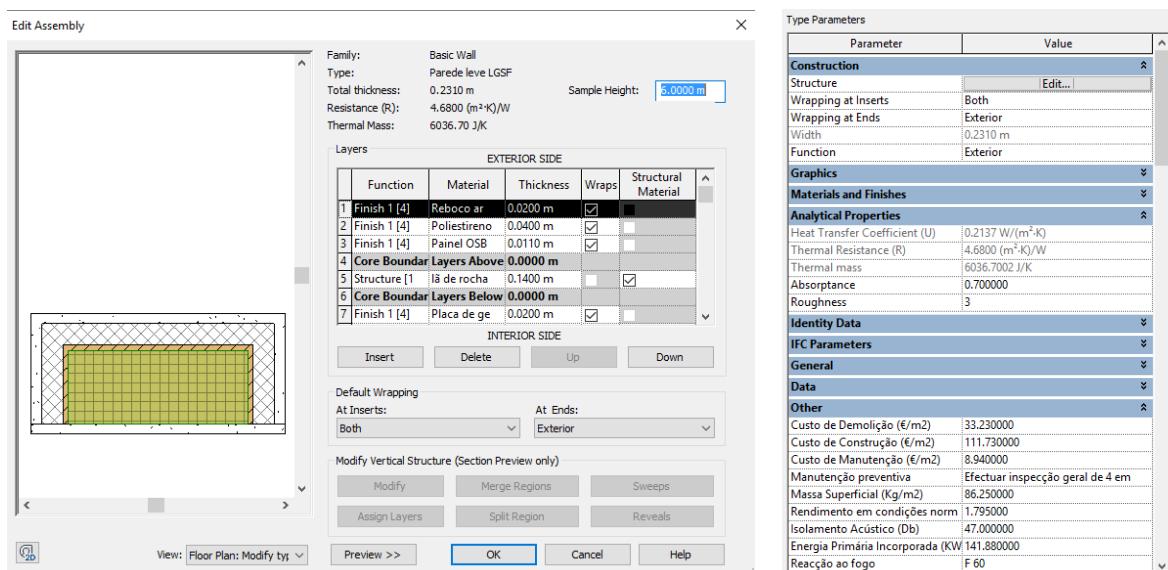 Edit Assembly
Family: Basic Wall
Type: Parede leve LGSF
Total thickness: 0.2310 m Sample Height: 6.0000 m
Resistance (R): 4.6800 (m²·K)/W
Thermal Mass: 6036.70 J/K
Layers
EXTERIOR SIDE
Function Material Thickness Wraps Structural Material
1 Finish 1 [4] Reboco ar 0.0200 m
2 Finish 1 [4] Poliestireno 0.0400 m
3 Finish 1 [4] Painel OSB 0.0110 m
4 Core Boundar Layers Above 0.0000 m
5 Structure [1 lã de rocha 0.1400 m
6 Core Boundar Layers Below 0.0000 m
7 Finish 1 [4] Placa de ge 0.0200 m
INTERIOR SIDE
Insert Delete Up Down
Default Wrapping
At Inserts: At Ends:
Both Exterior
Modify Vertical Structure (Section Preview only)
Modify Merge Regions Sweeps
Assign Layers Split Region Reveals
View: Floor Plan: Modify typ Preview >> OK Cancel Help
Type Parameters
Parameter Value
Construction
Structure Edit...
Wrapping at Inserts Both
Wrapping at Ends Exterior
Width 0.2310 m
Function Exterior
Graphics
Materials and Finishes
Analytical Properties
Heat Transfer Coefficient (U) 0.2137 W/(m²·K)
Thermal Resistance (R) 4.6800 (m²·K)/W
Thermal mass 6036.7002 J/K
Absorptance 0.700000
Roughness 3
Identity Data
IFC Parameters
General
Data
Other
Custo de Demolição (€/m2) 33.230000
Custo de Construção (€/m2) 111.730000
Custo de Manutenção (€/m2) 8.940000
Manutenção preventiva Efectuar inspecção geral de 4 em
Massa Superficial (Kg/m2) 86.250000
Rendimento em condições norm 1.795000
Isolamento Acústico (Db) 47.000000
Energia Primária Incorporada (KW 141.880000
Reacção ao fogo F 60